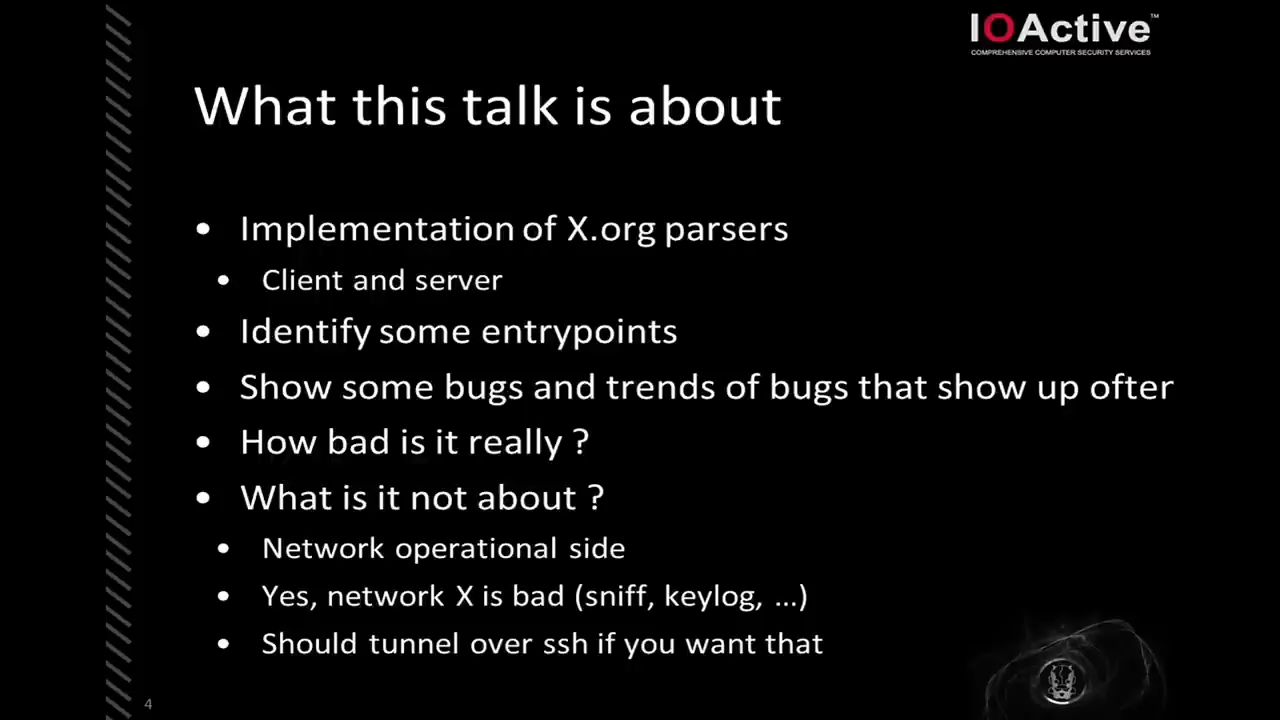 IOActive™
COMPREHENSIVE COMPUTER SECURITY SERVICES
What this talk is about
• Implementation of X.org parsers
• Client and server
• Identify some entrypoints
• Show some bugs and trends of bugs that show up ofter
• How bad is it really ?
• What is it not about ?
• Network operational side
• Yes, network X is bad (sniff, keylog, ...)
• Should tunnel over ssh if you want that
4